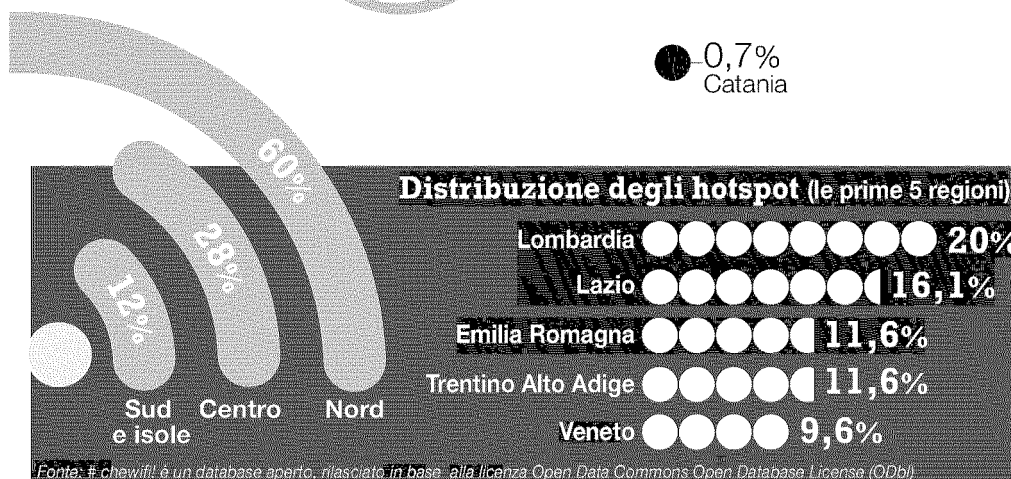 0,7%
Catania
60%
28%
12%
Sud
e isole
Centro
Nord
Distribuzione degli hotspot (le prime 5 regioni)
Lombardia 20%
Lazio 16,1%
Emilia Romagna 11,6%
Trentino Alto Adige 11,6%
Veneto 9,6%
Fonte: # chewifi! è un database aperto, rilasciato in base alla licenza Open Data Commons Open Database License (ODbl)